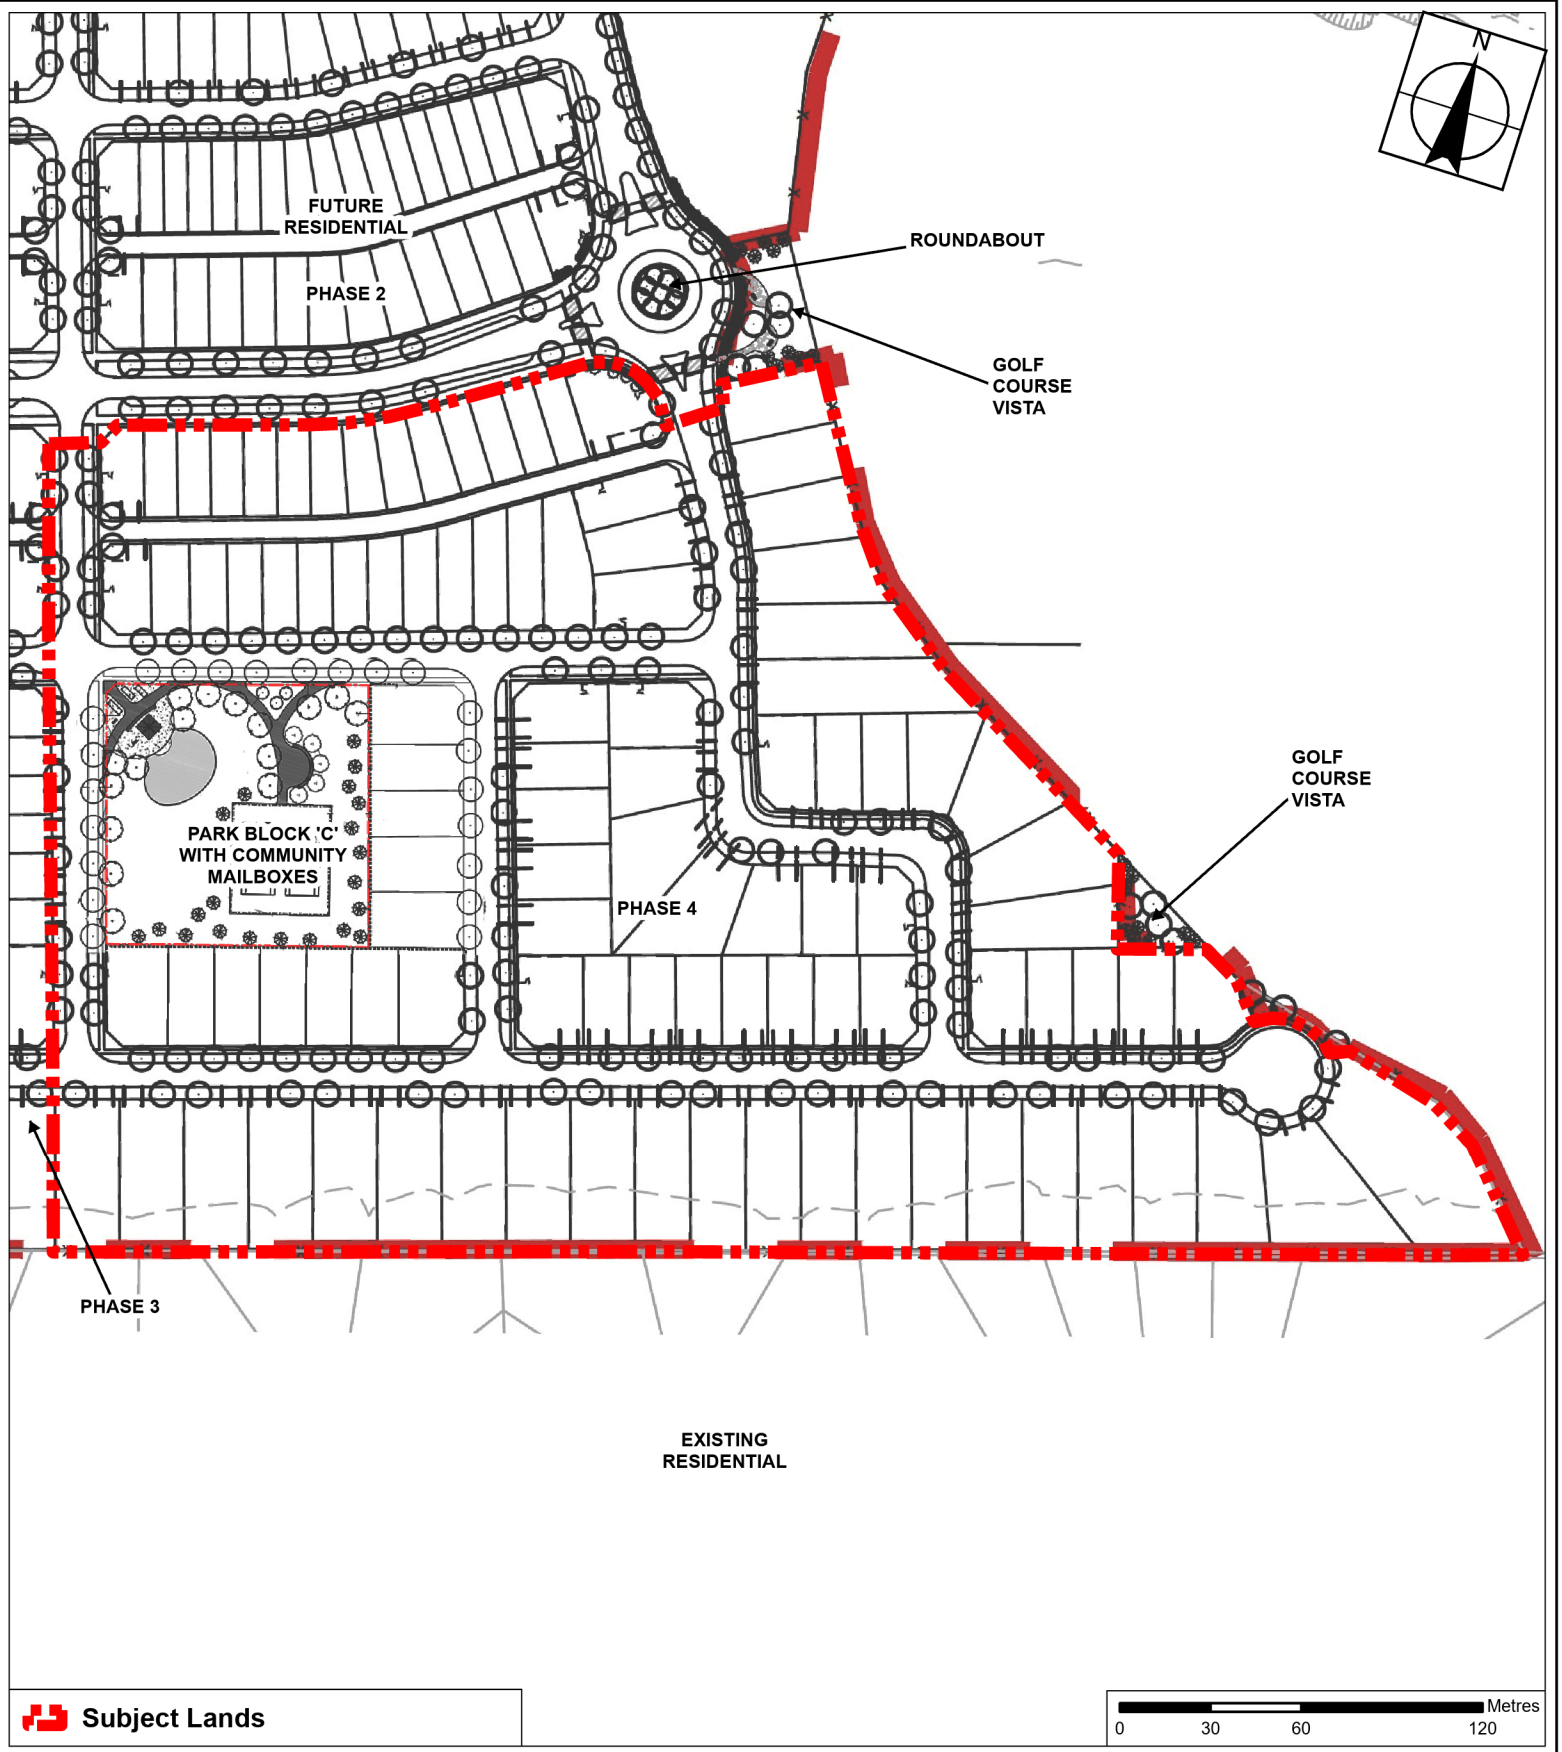 N
FUTURE
RESIDENTIAL
ROUNDABOUT
PHASE 2
GOLF
COURSE
VISTA
GOLF
COURSE
VISTA
PARK BLOCK 'C'
WITH COMMUNITY
MAILBOXES
PHASE 4
PHASE 3
EXISTING
RESIDENTIAL
Subject Lands
Metres
0 30 60 120